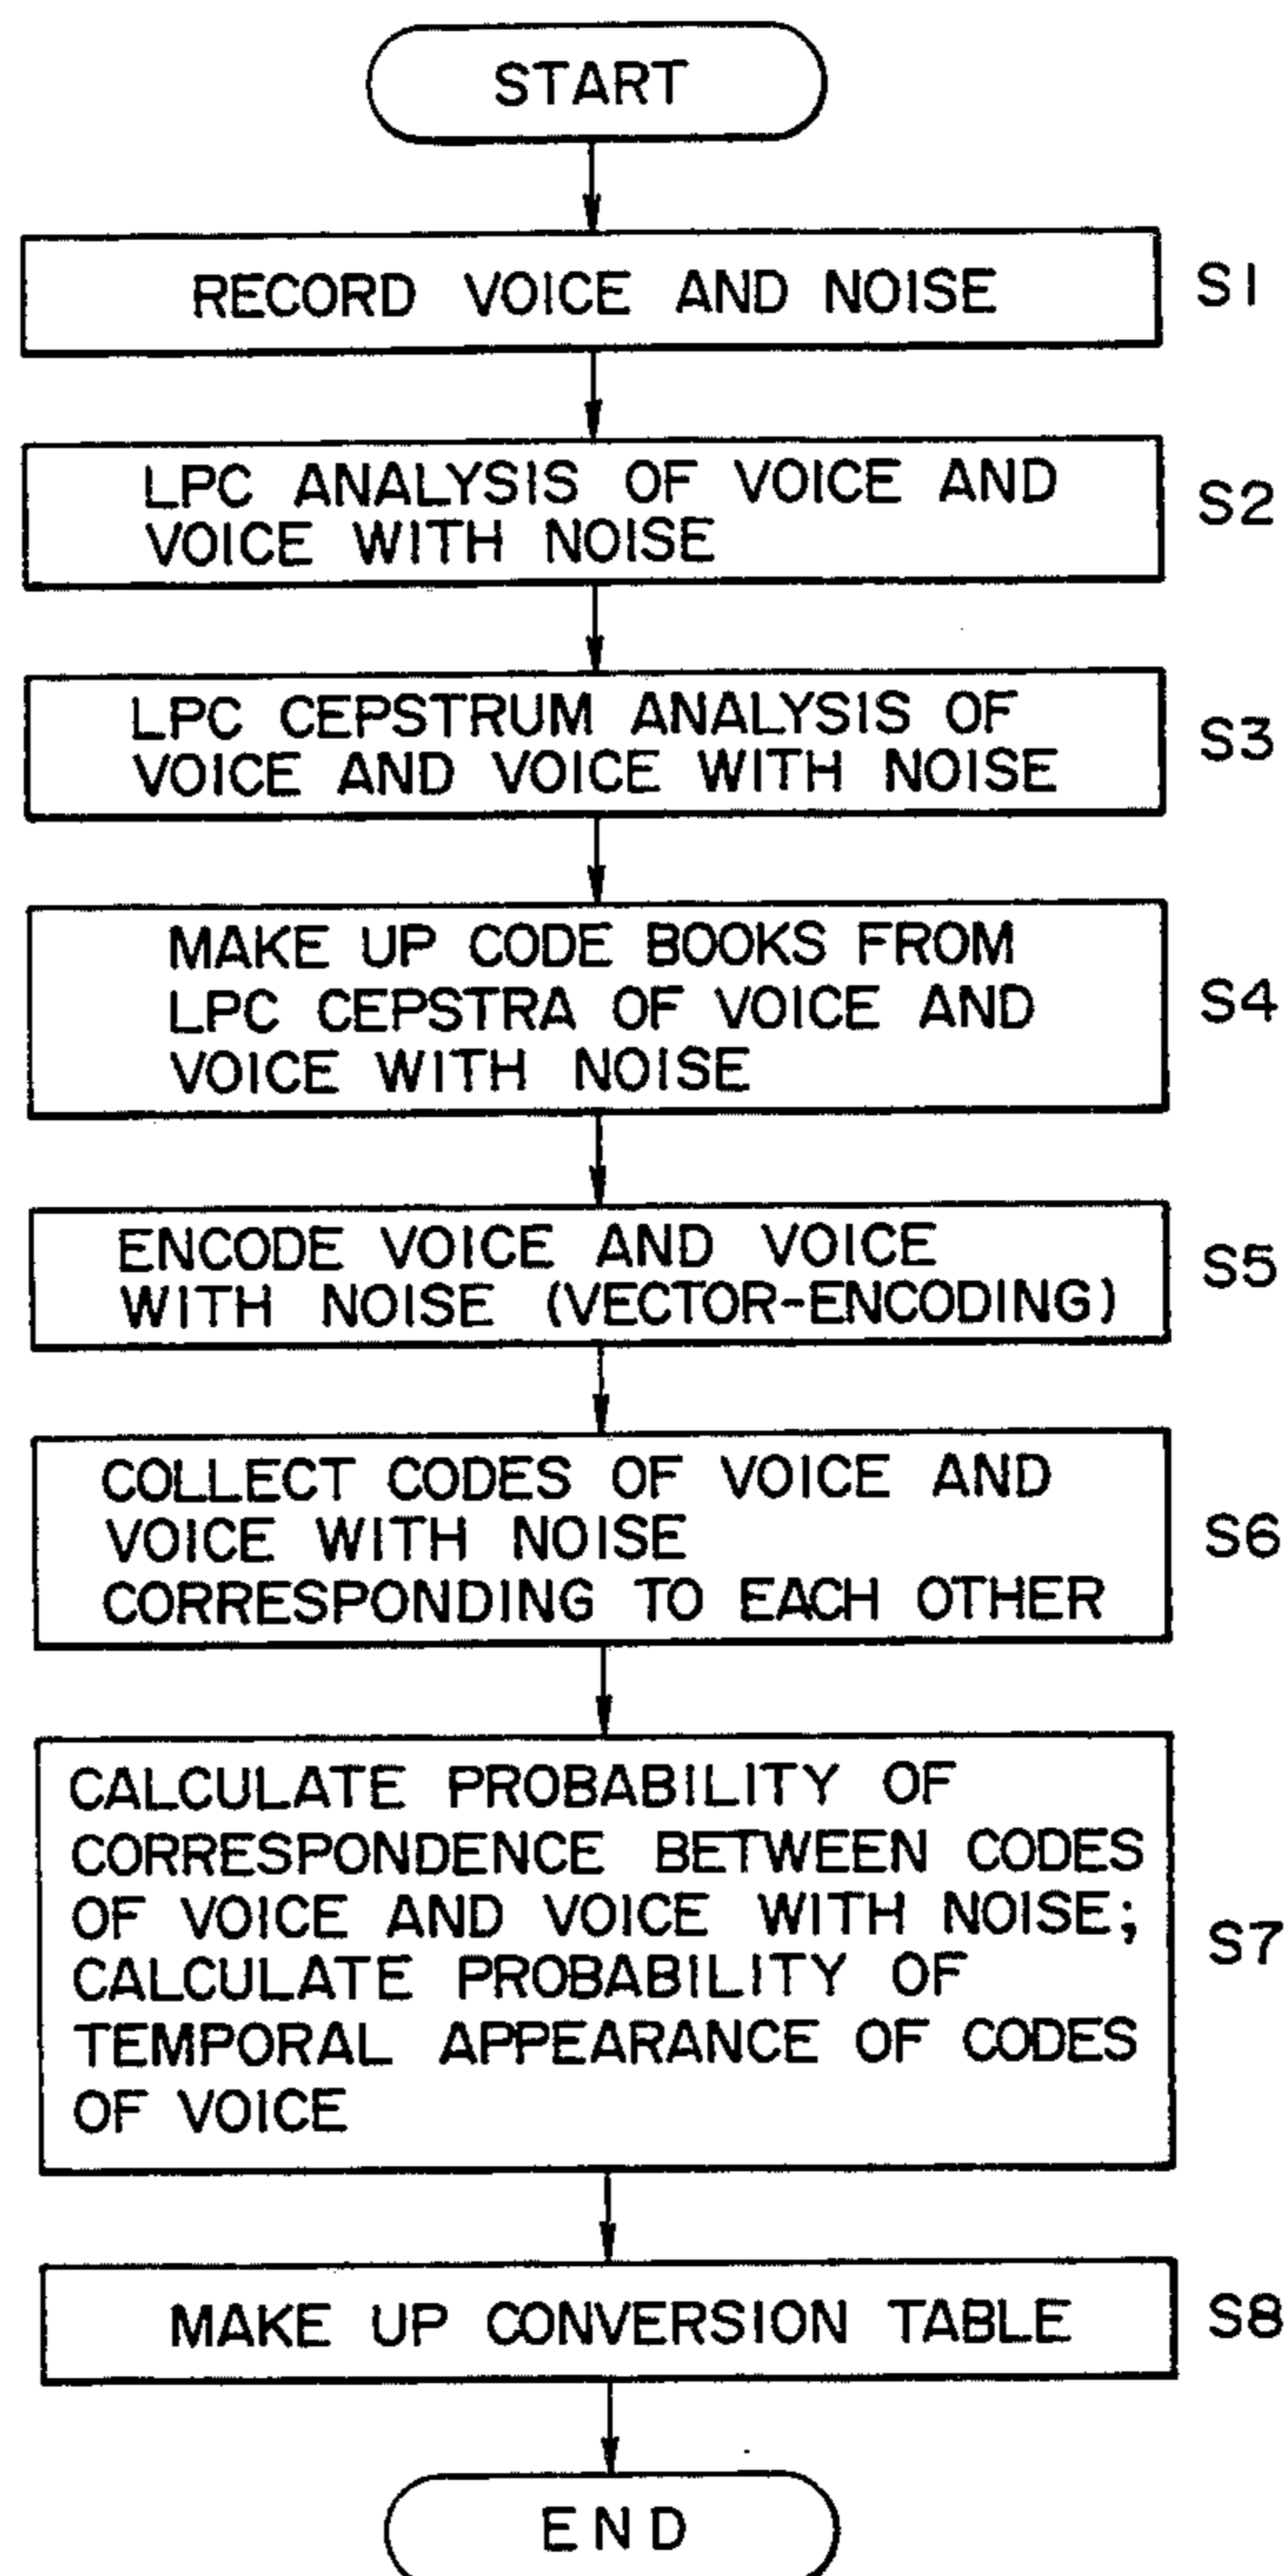 START
RECORD VOICE AND NOISE
S1
LPC ANALYSIS OF VOICE AND
VOICE WITH NOISE
S2
LPC CEPSTRUM ANALYSIS OF
VOICE AND VOICE WITH NOISE
S3
MAKE UP CODE BOOKS FROM
LPC CEPSTRA OF VOICE AND
VOICE WITH NOISE
S4
ENCODE VOICE AND VOICE
WITH NOISE (VECTOR-ENCODING)
S5
COLLECT CODES OF VOICE AND
VOICE WITH NOISE
CORRESPONDING TO EACH OTHER
S6
CALCULATE PROBABILITY OF
CORRESPONDENCE BETWEEN CODES
OF VOICE AND VOICE WITH NOISE;
CALCULATE PROBABILITY OF
TEMPORAL APPEARANCE OF CODES
OF VOICE
S7
MAKE UP CONVERSION TABLE
S8
END